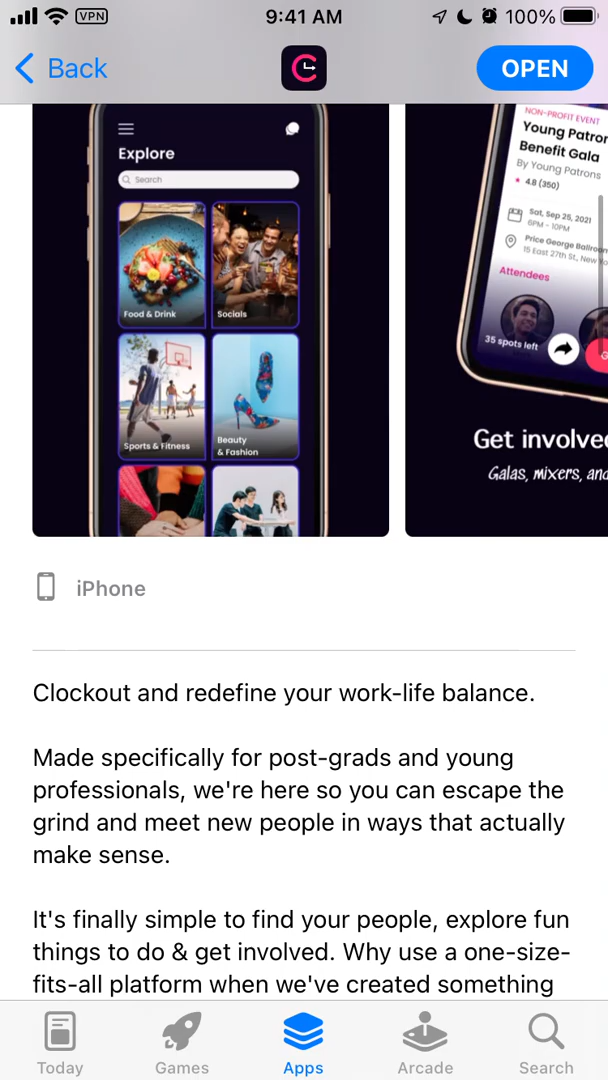 VPN
9:41 AM
100%
Back
OPEN
Explore
Search
Food & Drink
Socials
Sports & Fitness
Beauty
& Fashion
NON-PROFIT EVENT
Young Patron
Benefit Gala
By Young Patrons
4.8 (350)
Sat, Sep 25, 2021
6PM - 10PM
Price George Ballroom
15 East 27th St., New Yo
Attendees
35 spots left
G
Get involved
Galas, mixers, and
iPhone
Clockout and redefine your work-life balance.
Made specifically for post-grads and young
professionals, we're here so you can escape the
grind and meet new people in ways that actually
make sense.
It's finally simple to find your people, explore fun
things to do & get involved. Why use a one-size-
fits-all platform when we've created something
Today
Games
Apps
Arcade
Search